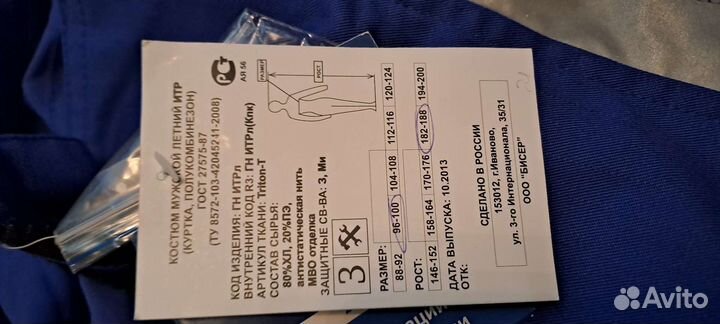 КОСТЮМ МУЖСКОЙ ЛЕТНИЙ ИТР
(КУРТКА, ПОЛУКОМБИНЕЗОН)
ГОСТ 27575-87
(ТУ 8572-103-42045241-2008)
РСТ
АЯ 56
КОД ИЗДЕЛИЯ: ГН ИТРл
ВНУТРЕННИЙ КОД R3: ГН ИТРл(Кпк)
АРТИКУЛ ТКАНИ: Triton-T
СОСТАВ СЫРЬЯ:
80%ХЛ, 20%ПЭ,
антистатическая нить
МВО отделка
ЗАЩИТНЫЕ СВ-ВА: З, Ми
РАЗМЕР
РОСТ
З
РАЗМЕР:
88-92 96-100 104-108 112-116 120-124
РОСТ:
146-152 158-164 170-176 182-188 194-200
ДАТА ВЫПУСКА: 10.2013
ОТК:
СДЕЛАНО В РОССИИ
153012, г.Иваново,
ул. 3-го Интернационала, 35/31
ООО "БИСЕР"
Avito